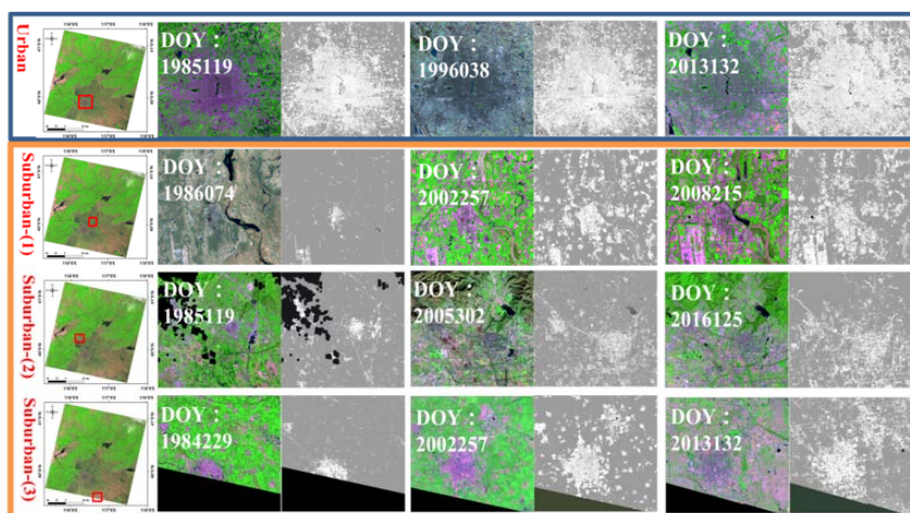 Urban
DOY：
1985119
DOY：
1996038
DOY：
2013132
Suburban-(1)
DOY：
1986074
DOY：
2002257
DOY：
2008215
Suburban-(2)
DOY：
1985119
DOY：
2005302
DOY：
2016125
Suburban-(3)
DOY：
1984229
DOY：
2002257
DOY：
2013132